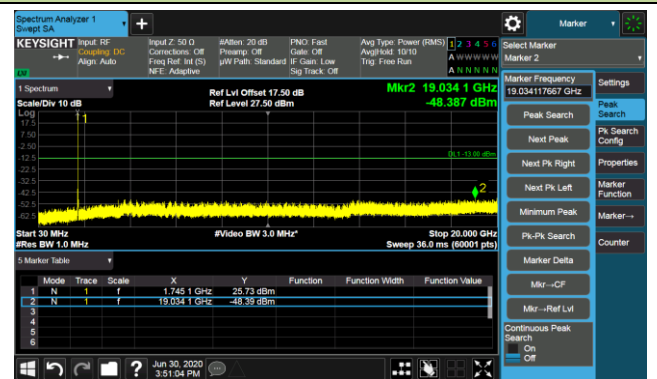 Spectrum Analyzer 1
Swept SA
+
Marker
KEYSIGHT
Input: RF
Coupling: DC
Align: Auto
Input Z: 50 Ω
Corrections: Off
Freq Ref: Int (S)
NFE: Adaptive
#Atten: 20 dB
Preamp: Off
µW Path: Standard
PNO: Fast
Gate: Off
IF Gain: Low
Sig Track: Off
Avg Type: Power (RMS)
Avg|Hold: 10/10
Trig: Free Run
1 2 3 4 5 6
A W W W W W
A N N N N N
LXI
Select Marker
Marker 2
1 Spectrum
Scale/Div 10 dB
Ref Lvl Offset 17.50 dB
Ref Level 27.50 dBm
Mkr2 19.034 1 GHz
-48.387 dBm
Log
17.5
7.50
-2.50
-12.5
-22.5
-32.5
-42.5
-52.5
-62.5
1
DL1 -13.00 dBm
2
Start 30 MHz
#Res BW 1.0 MHz
#Video BW 3.0 MHz*
Stop 20.000 GHz
Sweep 36.0 ms (60001 pts)
5 Marker Table
Mode Trace Scale X Y Function Function Width Function Value
1 N 1 f 1.745 1 GHz 25.73 dBm
2 N 1 f 19.034 1 GHz -48.39 dBm
3
4
5
6
Marker Frequency
19.034117667 GHz
Peak Search
Next Peak
Next Pk Right
Next Pk Left
Minimum Peak
Pk-Pk Search
Marker Delta
Mkr→CF
Mkr→Ref Lvl
Continuous Peak
Search
On
Off
Settings
Peak
Search
Pk Search
Config
Properties
Marker
Function
Marker→
Counter
?
Jun 30, 2020
3:51:04 PM